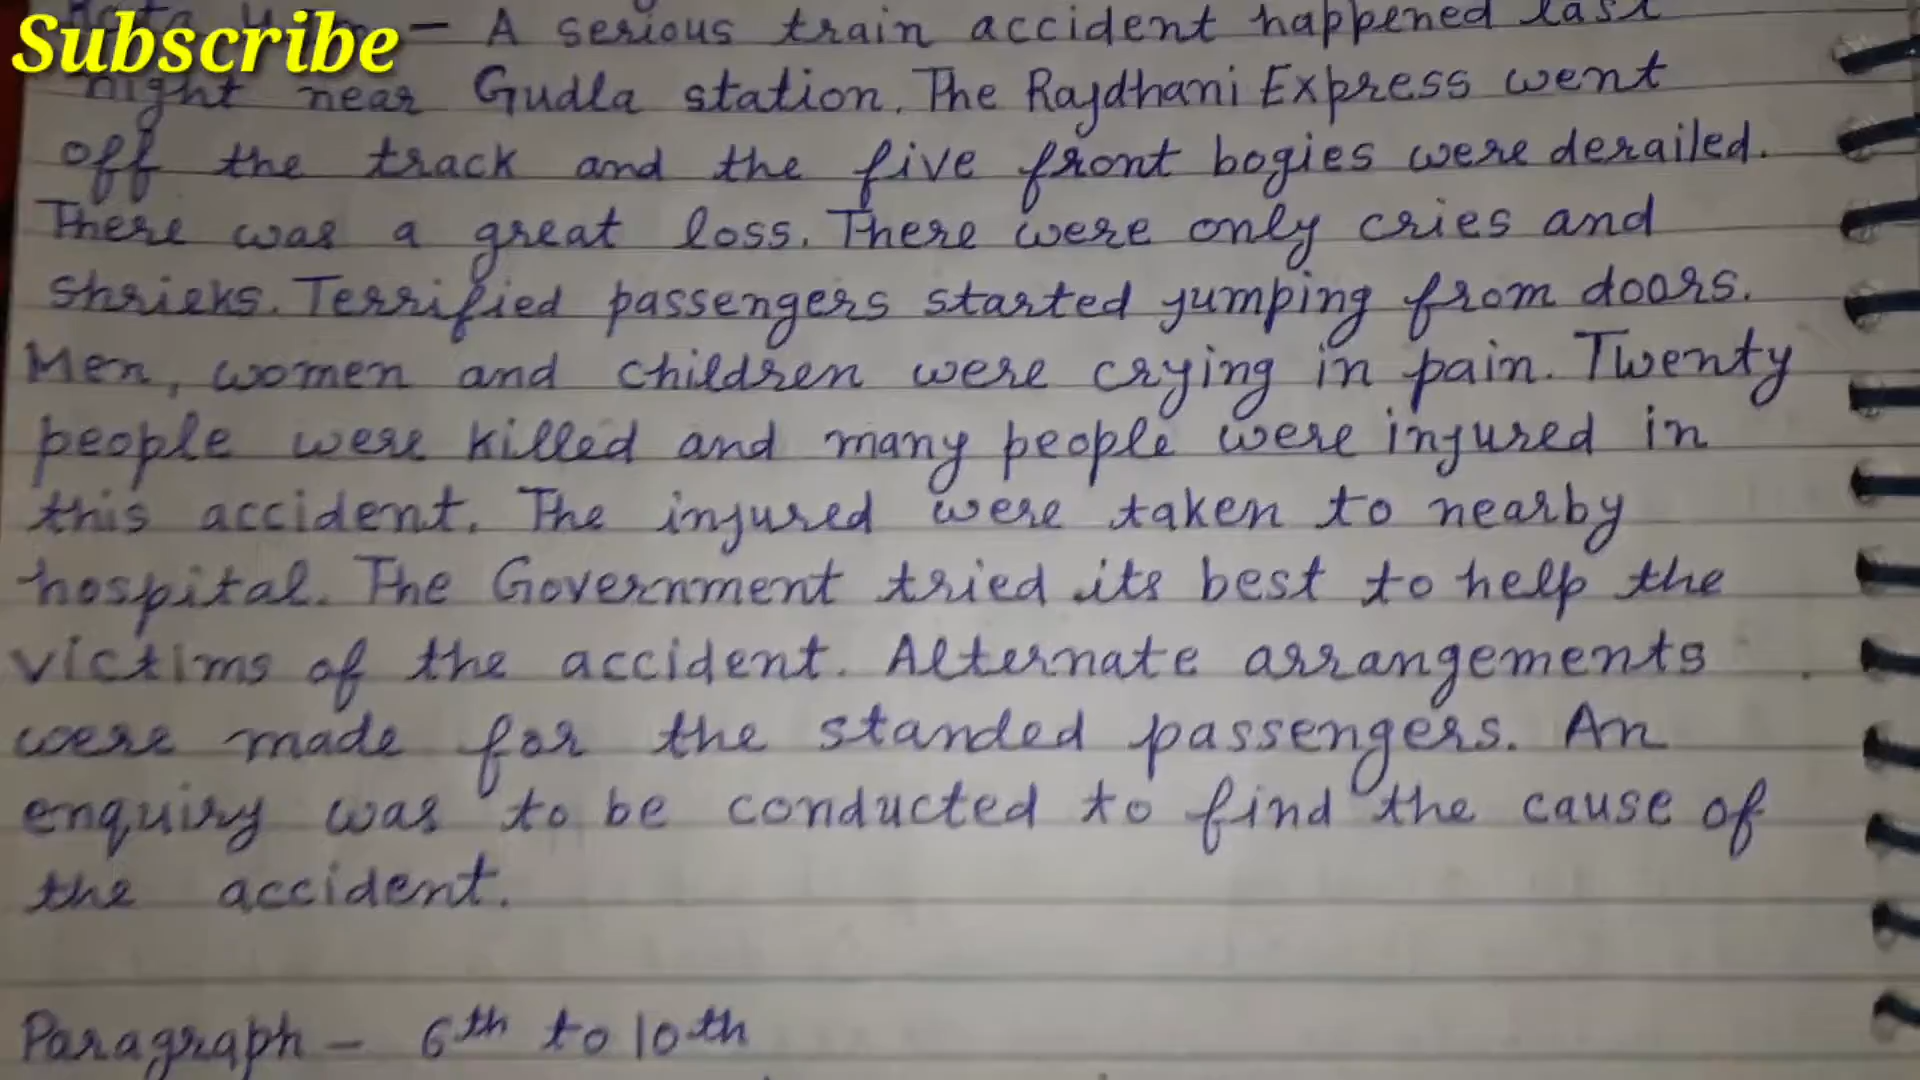 Subscribe
— A serious train accident happened last
night near Gudla station. The Rajdhani Express went
off the track and the five front bogies were derailed.
There was a great loss. There were only cries and
shrieks. Terrified passengers started jumping from doors.
Men, women and children were crying in pain. Twenty
people were killed and many people were injured in
this accident. The injured were taken to nearby
hospital. The Government tried its best to help the
victims of the accident. Alternate arrangements
were made for the standed passengers. An
enquiry was to be conducted to find the cause of
the accident.
Paragraph - 6th to 10th